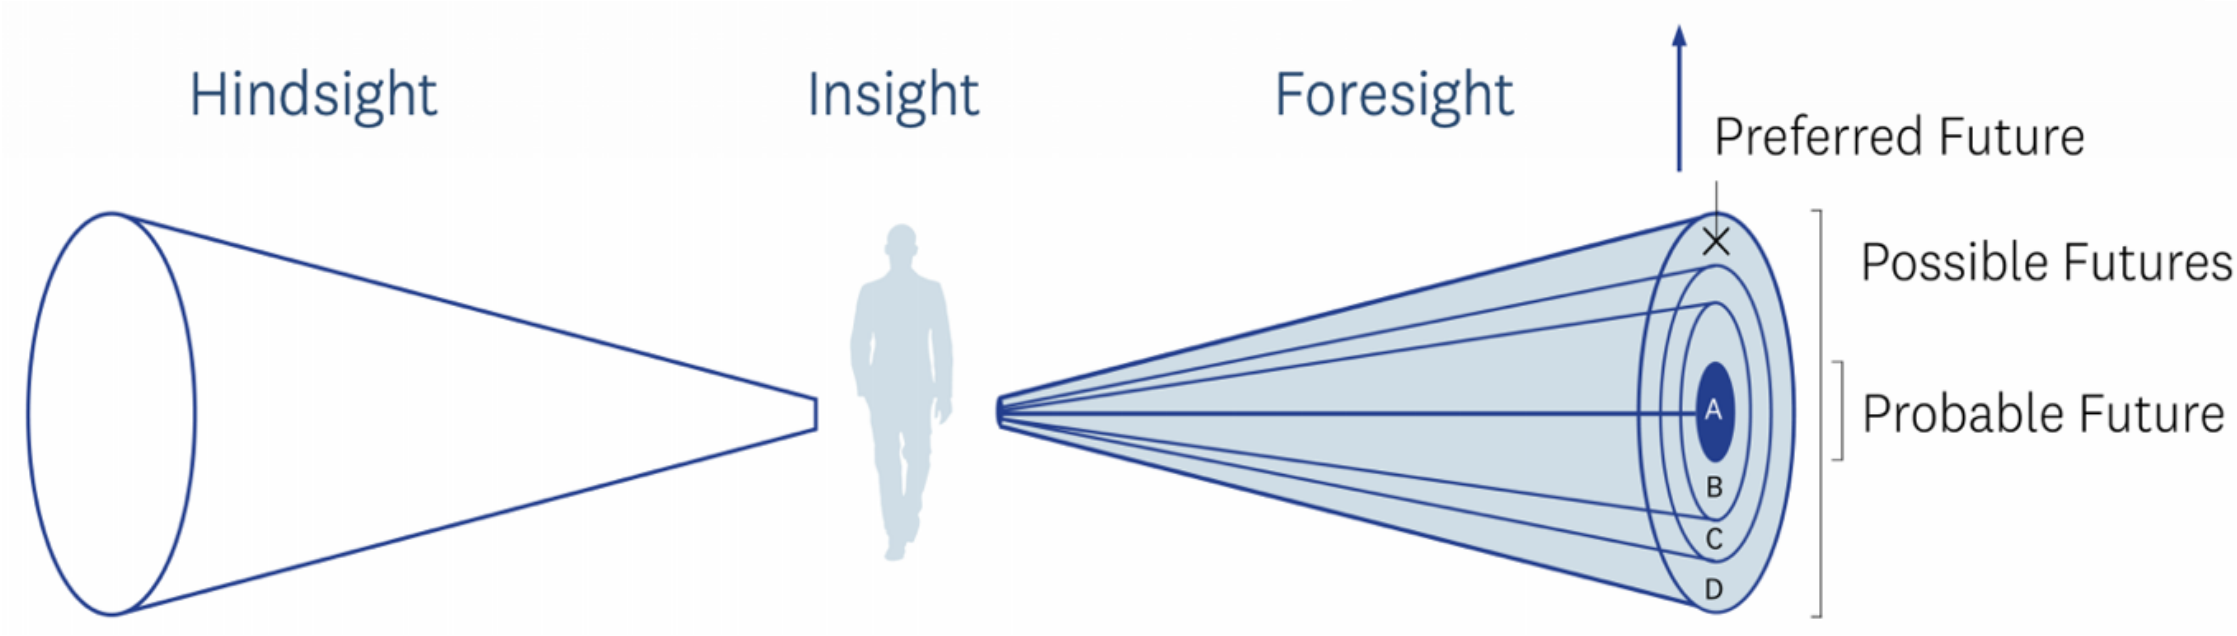 Hindsight
Insight
Foresight
Preferred Future
Possible Futures
A
Probable Future
B
C
D